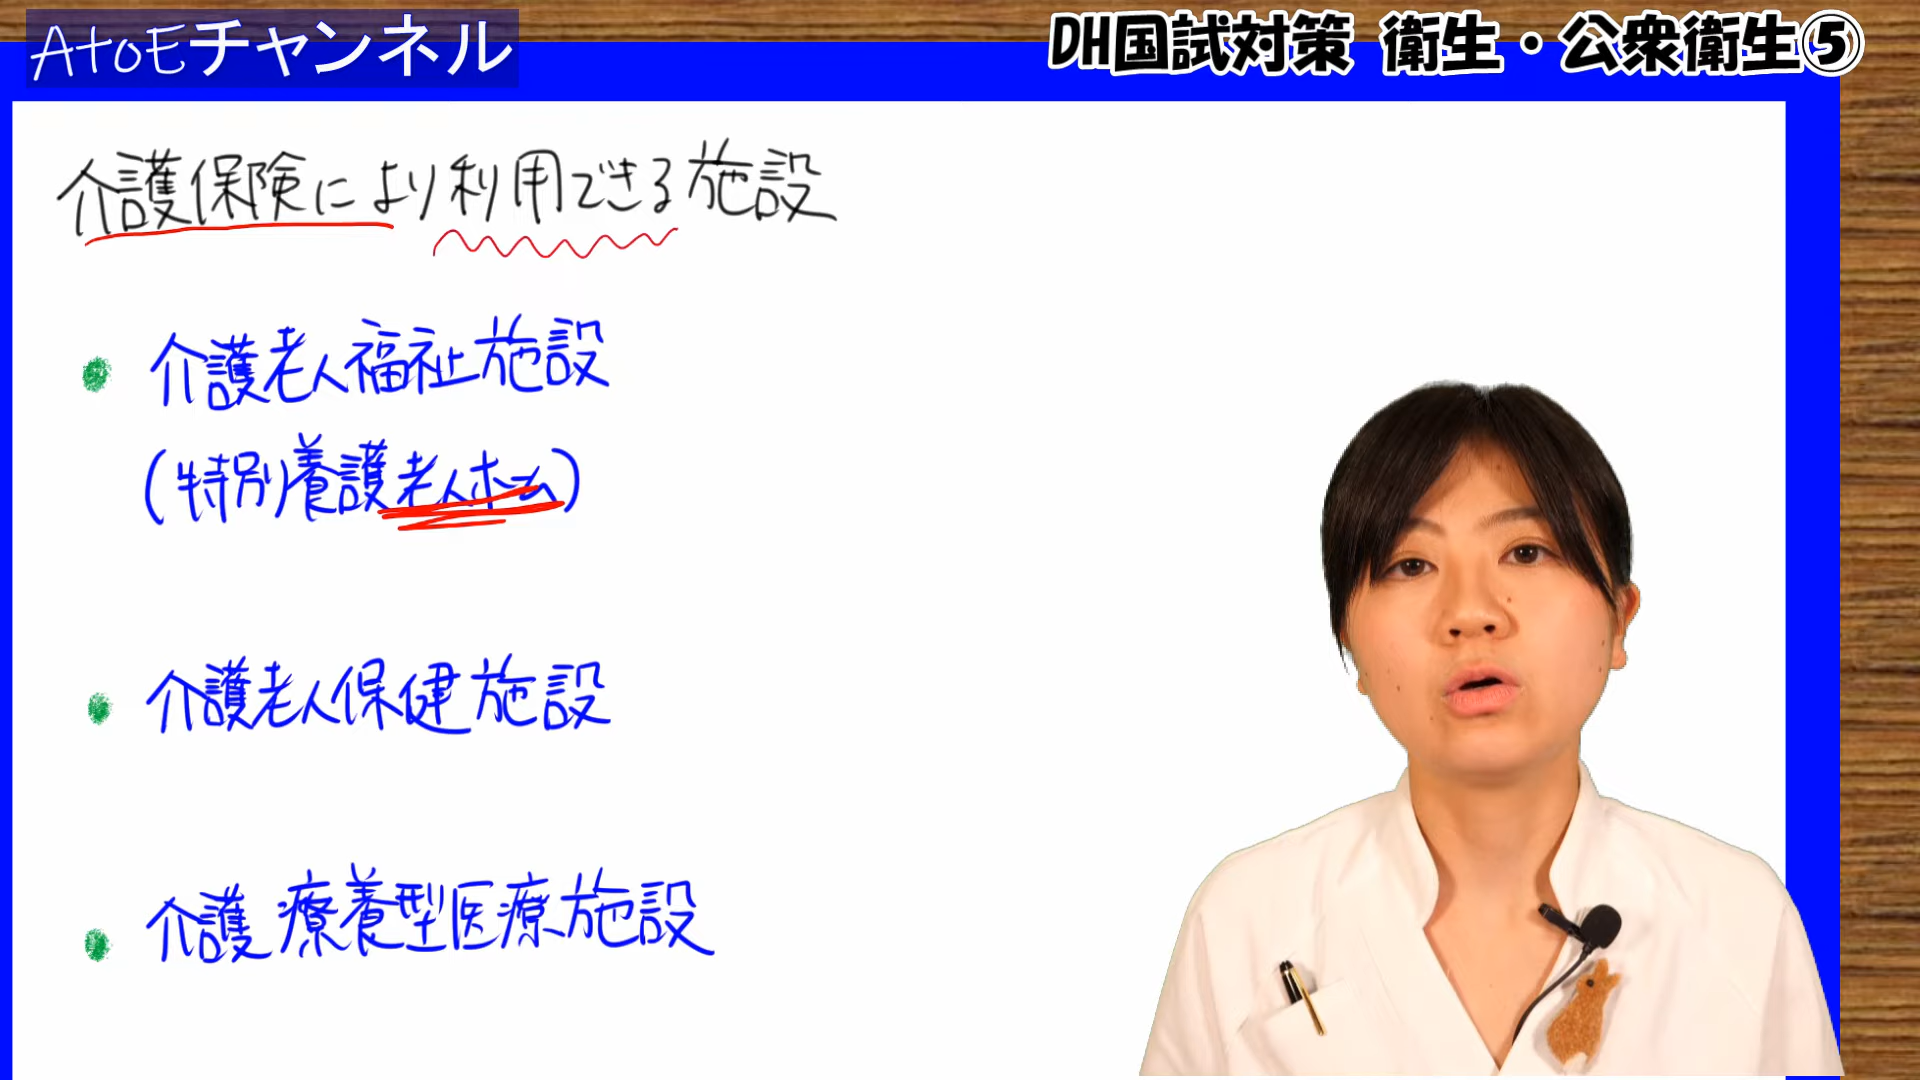 AtoEチャンネル
DH国試対策 衛生・公衆衛生⑤
介護保険により利用できる施設
介護老人福祉施設
(特別養護老人ホーム)
介護老人保健施設
介護療養型医療施設